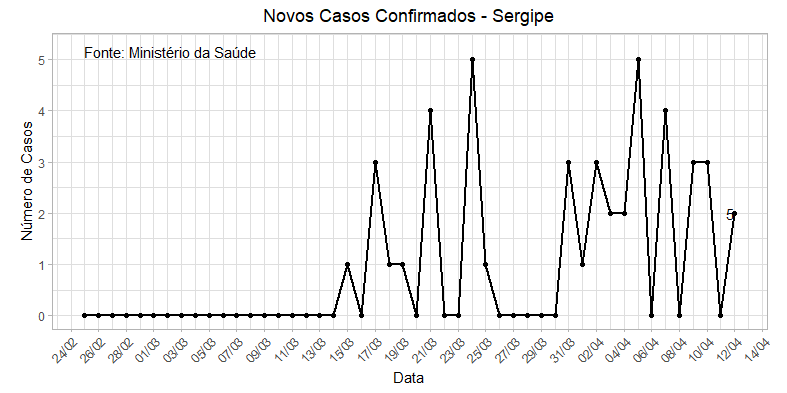 Novos Casos Confirmados - Sergipe
Fonte: Ministério da Saúde
Número de Casos
5
4
3
2
1
0
5
24/02 26/02 28/02 01/03 03/03 05/03 07/03 09/03 11/03 13/03 15/03 17/03 19/03 21/03 23/03 25/03 27/03 29/03 31/03 02/04 04/04 06/04 08/04 10/04 12/04 14/04
Data